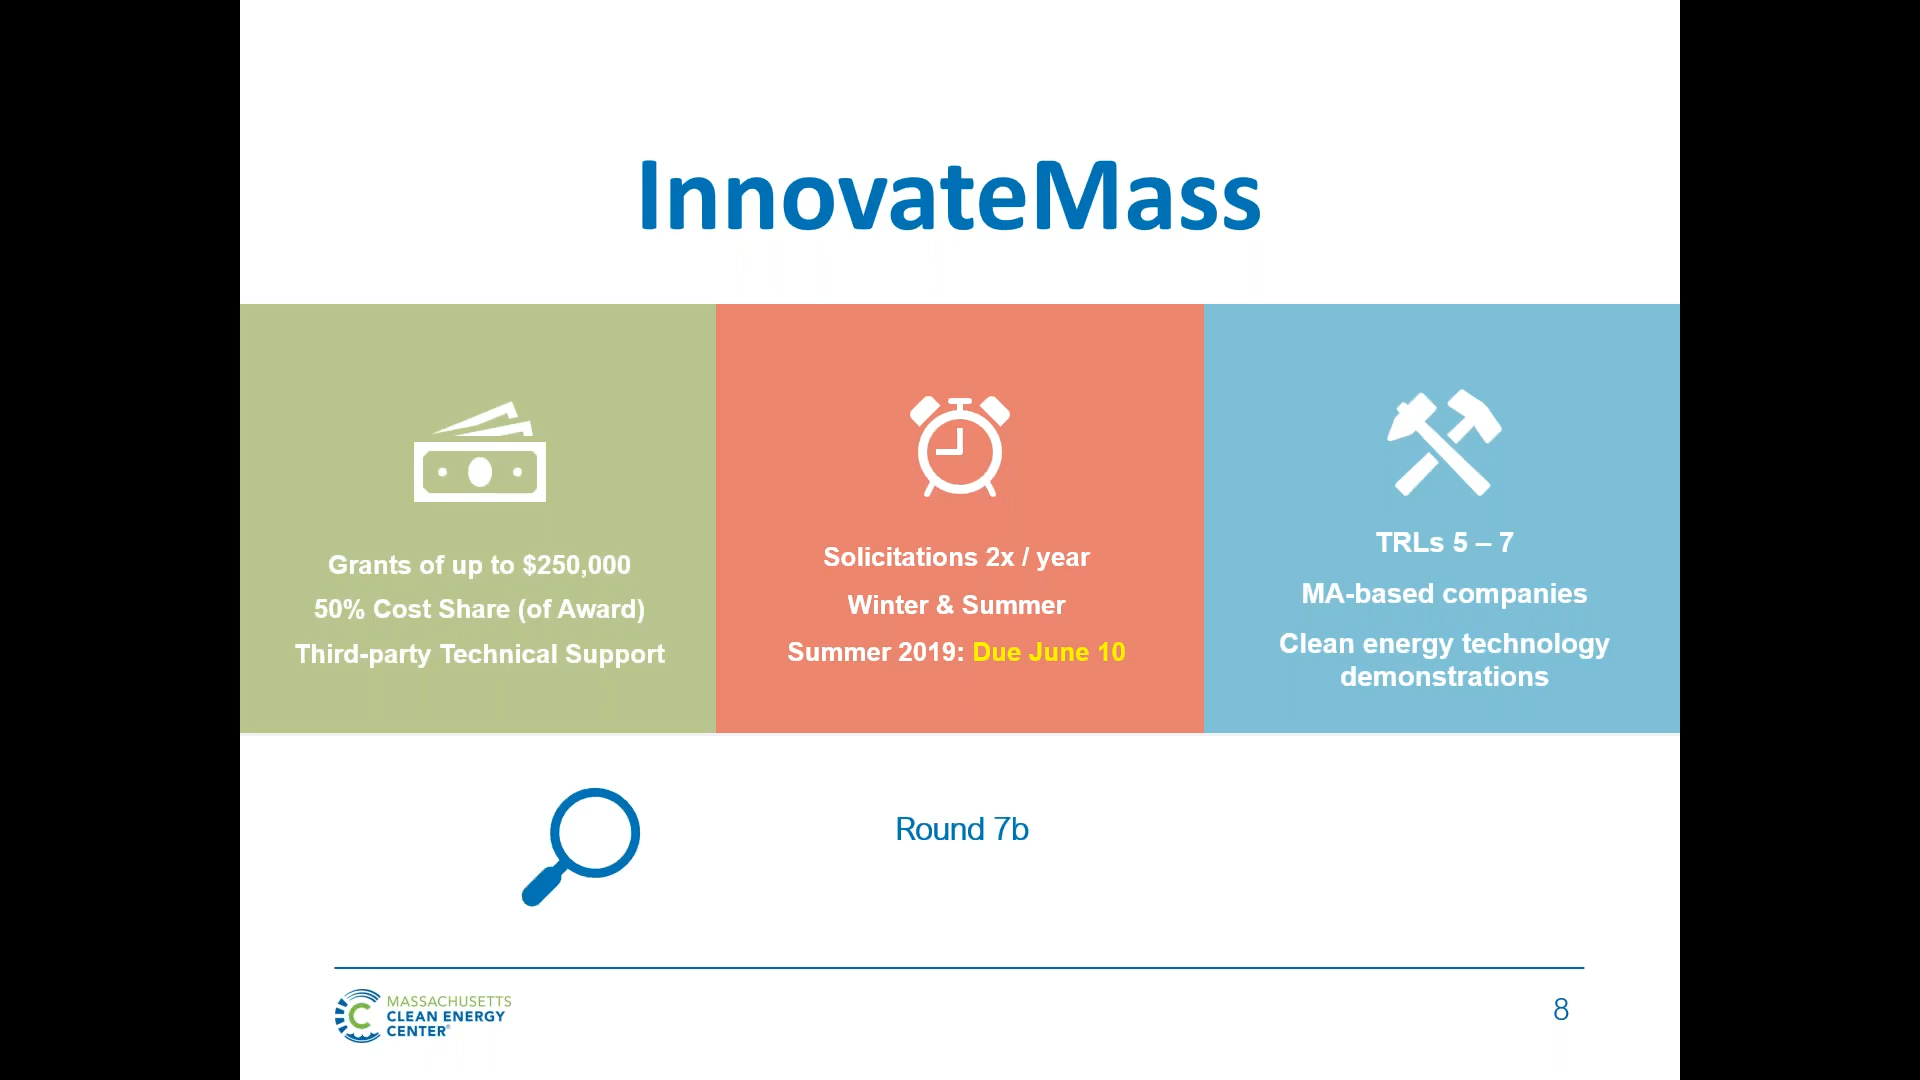 InnovateMass
Grants of up to $250,000
50% Cost Share (of Award)
Third-party Technical Support
Solicitations 2x / year
Winter & Summer
Summer 2019: Due June 10
TRLs 5 – 7
MA-based companies
Clean energy technology
demonstrations
Round 7b
MASSACHUSETTS
CLEAN ENERGY
CENTER®
8